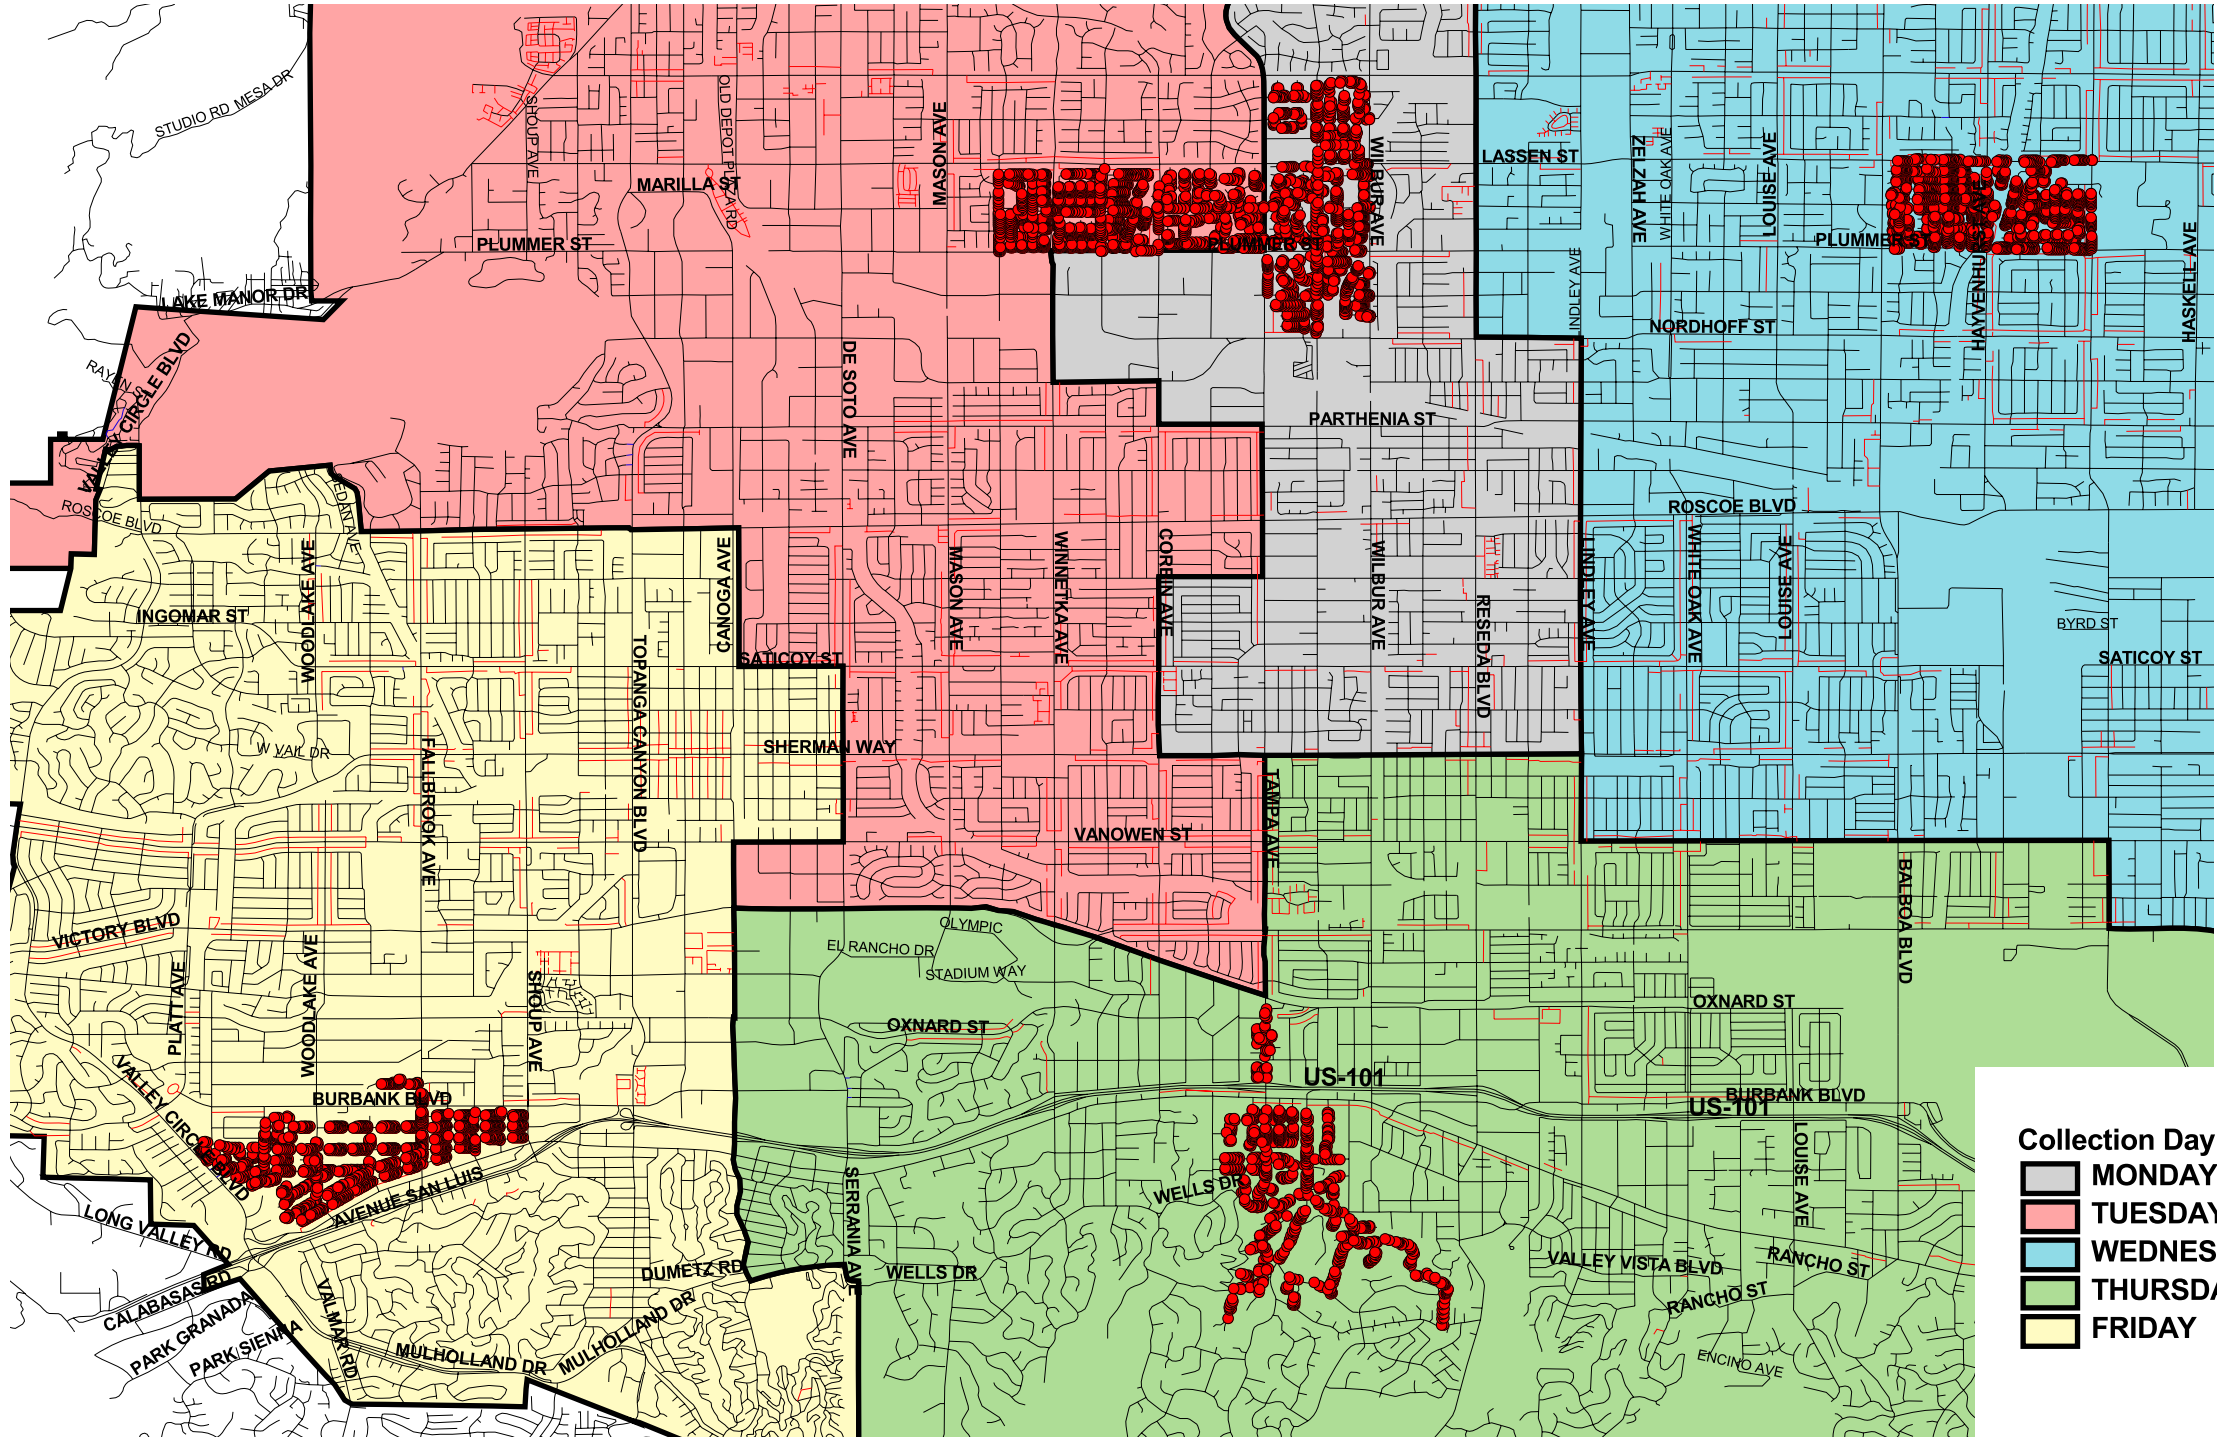 STUDIO RD
MESA DR
SHOUP AVE
OLD DEPOT PLAZA RD
MASON AVE
WILBUR AVE
LASSEN ST
ZELZAH AVE
WHITE OAK AVE
LOUISE AVE
MARILLA ST
PLUMMER ST
PLUMMER ST
PLUMMER ST
HAYVENHURST AVE
HASKELL AVE
LAKE MANOR DR
NORDHOFF ST
VALLEY CIRCLE BLVD
DE SOTO AVE
PARTHENIA ST
ROSCOE BLVD
ROSCOE BLVD
WOODLAKE AVE
CANOGA AVE
MASON AVE
WINNETKA AVE
CORBIN AVE
WILBUR AVE
RESEDA BLVD
LINDLEY AVE
WHITE OAK AVE
LOUISE AVE
INGOMAR ST
BYRD ST
TOPANGA CANYON BLVD
SATICOY ST
SATICOY ST
W VAIL DR
FALLBROOK AVE
SHERMAN WAY
TAMPA AVE
VANOWEN ST
BALBOA BLVD
VICTORY BLVD
OLYMPIC
EL RANCHO DR
STADIUM WAY
PLATT AVE
WOODLAKE AVE
SHOUP AVE
OXNARD ST
OXNARD ST
US-101
BURBANK BLVD
BURBANK BLVD
US-101
VALLEY CIRCLE BLVD
LOUISE AVE
AVENUE SAN LUIS
SERRANIA AVE
WELLS DR
LONG VALLEY RD
DUMETZ RD
WELLS DR
VALLEY VISTA BLVD
RANCHO ST
RANCHO ST
CALABASAS RD
PARK GRANADA
PARK SIENNA
VALMAR RD
MULHOLLAND DR
MULHOLLAND DR
ENCINO AVE
Collection Day
MONDAY
TUESDAY
WEDNES
THURSDA
FRIDAY